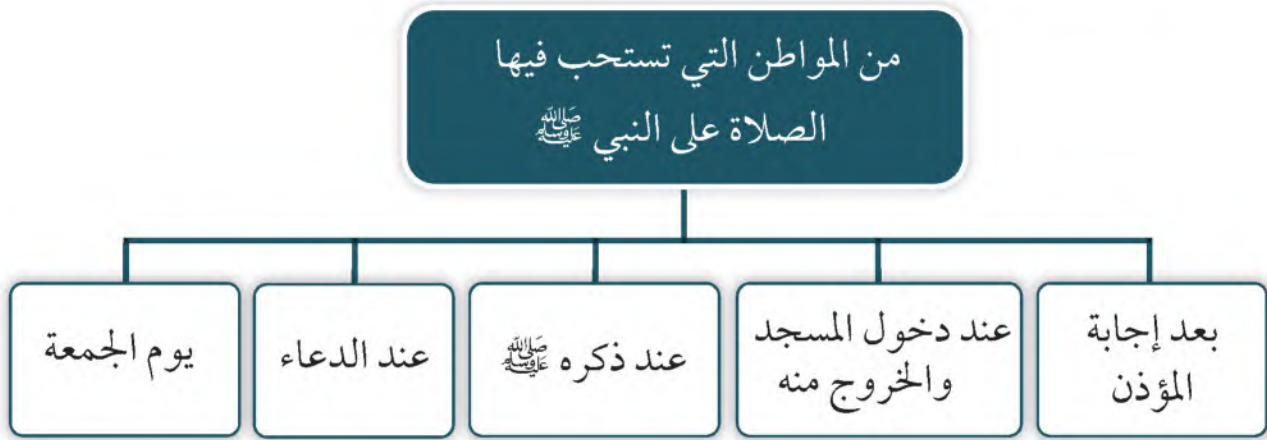 من المواطن التي تستحب فيها
الصلاة على النبي ﷺ
بعد إجابة
المؤذن
عند دخول المسجد
والخروج منه
عند ذكره ﷺ
عند الدعاء
يوم الجمعة